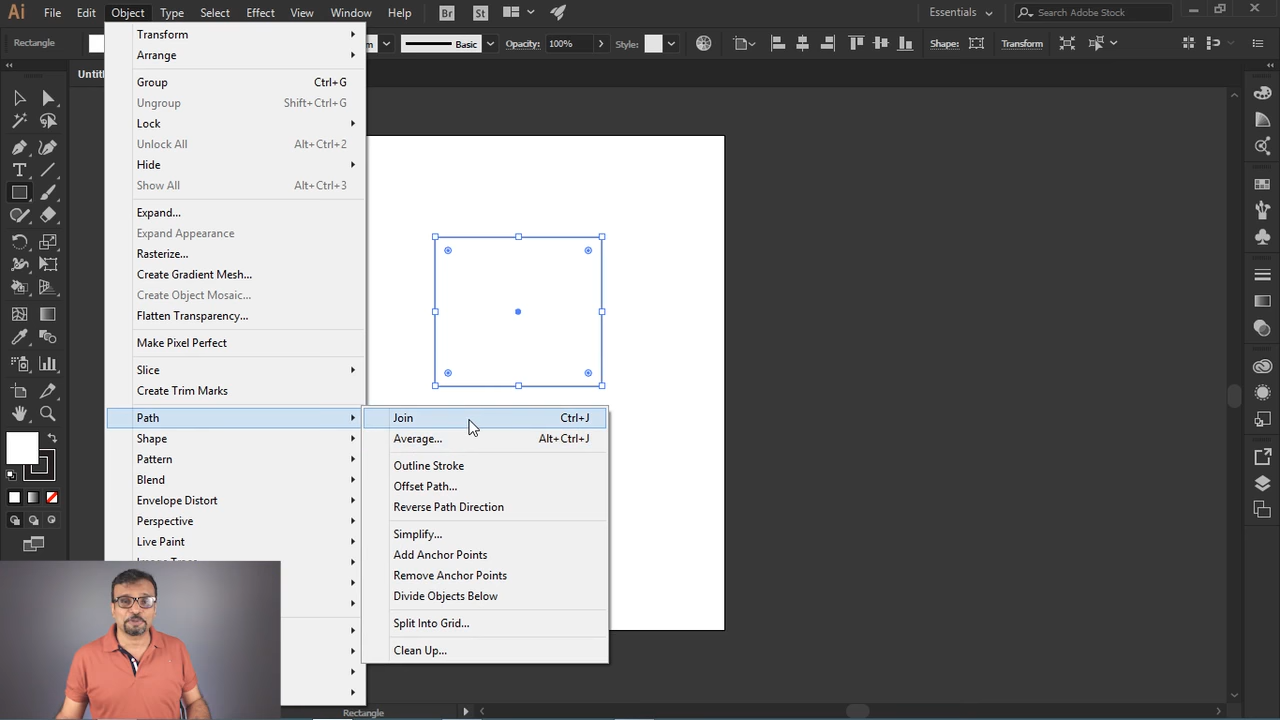 Ai File Edit Object Type Select Effect View Window Help Br St Essentials Search Adobe Stock
Rectangle Basic Opacity: 100% Style: Shape: Transform
Transform
Arrange
Group Ctrl+G
Ungroup Shift+Ctrl+G
Lock
Unlock All Alt+Ctrl+2
Hide
Show All Alt+Ctrl+3
Expand...
Expand Appearance
Rasterize...
Create Gradient Mesh...
Create Object Mosaic...
Flatten Transparency...
Make Pixel Perfect
Slice
Create Trim Marks
Path
Shape
Pattern
Blend
Envelope Distort
Perspective
Live Paint
Join Ctrl+J
Average... Alt+Ctrl+J
Outline Stroke
Offset Path...
Reverse Path Direction
Simplify...
Add Anchor Points
Remove Anchor Points
Divide Objects Below
Split Into Grid...
Clean Up...
Rectangle